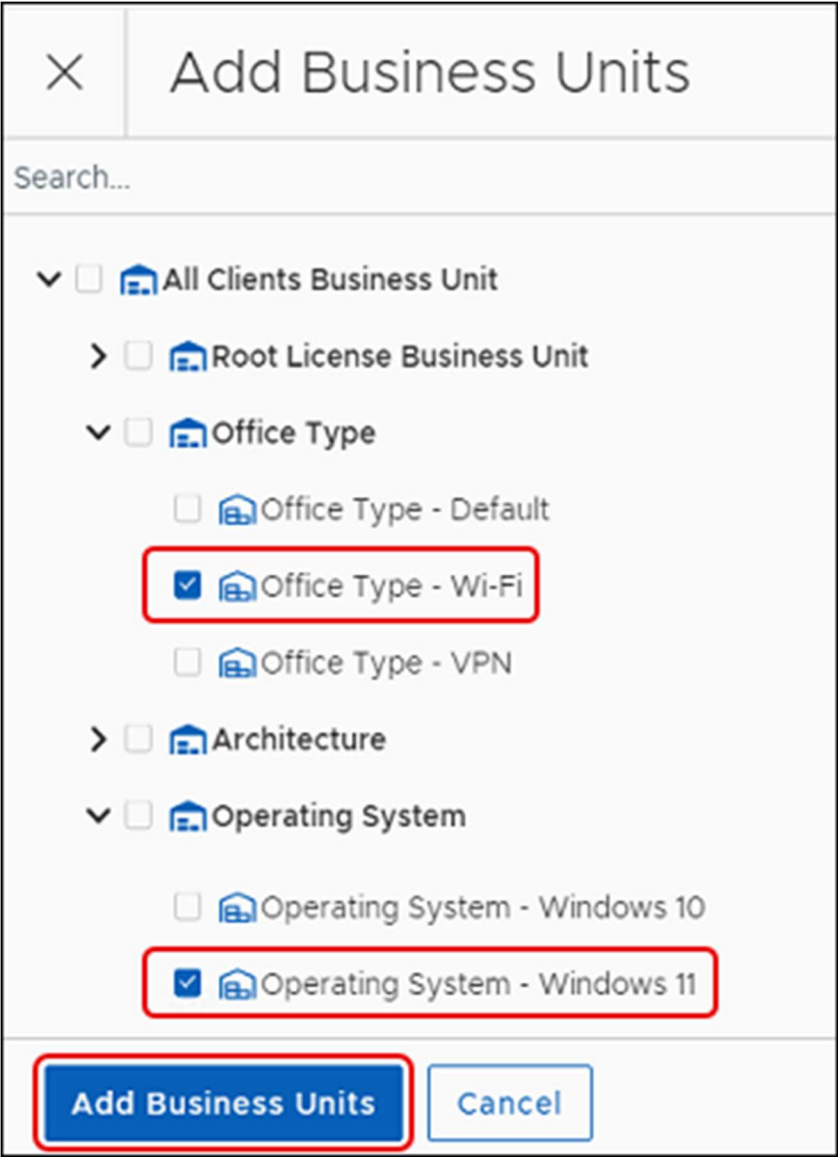 Add Business Units
Search...
All Clients Business Unit
Root License Business Unit
Office Type
Office Type - Default
Office Type - Wi-Fi
Office Type - VPN
Architecture
Operating System
Operating System - Windows 10
Operating System - Windows 11
Add Business Units
Cancel